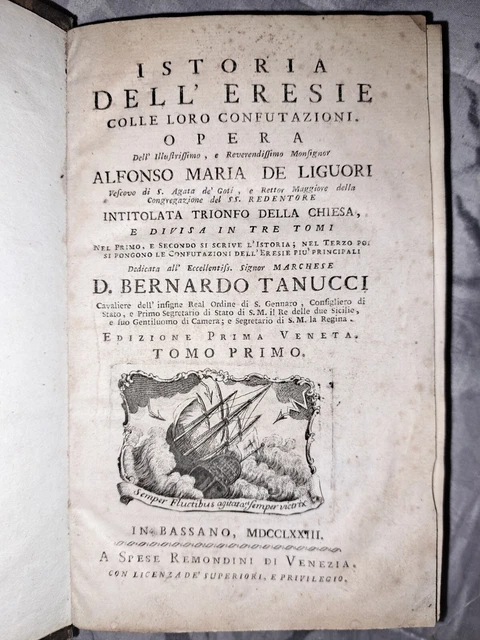 ISTORIA
DELL' ERESIE
COLLE LORO CONFUTAZIONI.
OPERA
Dell' Illustrissimo, e Reverendissimo Monsignor
ALFONSO MARIA DE LIGUORI
Vescovo di S. Agata de' Goti, e Rettor Maggiore della
Congregazione del SS. REDENTORE
INTITOLATA TRIONFO DELLA CHIESA,
E DIVISA IN TRE TOMI
NEL PRIMO, E SECONDO SI SCRIVE L'ISTORIA; NEL TERZO POI
SI PONGONO LE CONFUTAZIONI DELL'ERESIE PIU' PRINCIPALI
Dedicata all' Eccellentiss. Signor MARCHESE
D. BERNARDO TANUCCI
Cavaliere dell' insigne Real Ordine di S. Gennaro, Consigliero di
Stato, e Primo Segretario di Stato di S. M. il Re delle due Sicilie,
e suo Gentiluomo di Camera; e Segretario di S. M. la Regina.
EDIZIONE PRIMA VENETA.
TOMO PRIMO.
Semper Fluctibus agitata, Semper victrix
IN BASSANO, MDCCLXXIII.
A SPESE REMONDINI DI VENEZIA.
CON LICENZA DE' SUPERIORI, E PRIVILEGIO.